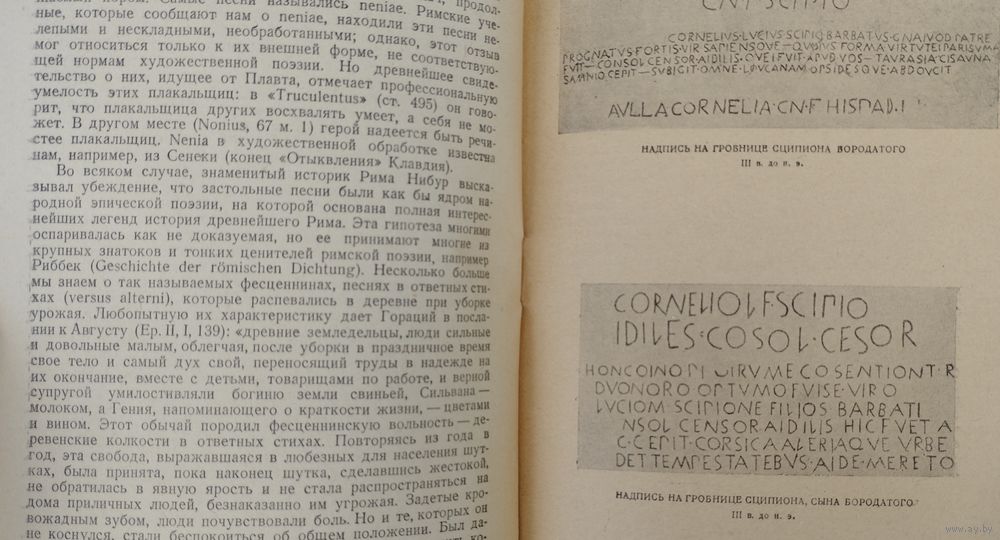 ные, которые сообщают нам о neniae, находили эти песни не-
лепыми и нескладными, необработанными; однако, этот отзыв
мог относиться только к их внешней форме, не соответствую-
щей нормам художественной поэзии. Но древнейшее свиде-
тельство о них, идущее от Плавта, отмечает профессиональную
умелость этих плакальщиц: в «Truculentus» (ст. 495) он гово-
рит, что плакальщица других восхвалять умеет, а себя не мо-
жет. В другом месте (Nonius, 67 м. 1) герой надеется быть речи-
стее плакальщиц. Nenia в художественной обработке известна
нам, например, из Сенеки (конец «Отыквления» Клавдия).
Во всяком случае, знаменитый историк Рима Нибур выска-
зывал убеждение, что застольные песни были как бы ядром на-
родной эпической поэзии, на которой основана полная интерес-
нейших легенд история древнейшего Рима. Эта гипотеза многими
оспаривалась как не доказуемая, но ее принимают многие из
крупных знатоков и тонких ценителей римской поэзии, например
Риббек (Geschichte der römischen Dichtung). Несколько больше
мы знаем о так называемых фесценнинах, песнях в ответных сти-
хах (versus alterni), которые распевались в деревне при уборке
урожая. Любопытную их характеристику дает Гораций в посла-
нии к Августу (Ep. II, I, 139): «древние земледельцы, люди сильные
и довольные малым, облегчая, после уборки в праздничное время
свое тело и самый дух свой, переносящий труды в надежде на
их окончание, вместе с детьми, товарищами по работе, и верной
супругой умилостивляли богиню земли свиньей, Сильвана —
молоком, а Гения, напоминающего о краткости жизни, — цветами
и вином. Этот обычай породил фесценнинскую вольность — де-
ревенские колкости в ответных стихах. Повторяясь из года в
год, эта свобода, выражавшаяся в любезных для населения шут-
ках, была принята, пока наконец шутка, сделавшись жестокой,
не обратилась в явную ярость и не стала распространяться на
дома приличных людей, безнаказанно им угрожая. Задетые кро-
вожадным зубом, люди почувствовали боль. Но и те, которых он
не коснулся, стали беспокоиться об общем положении. Был да-
CORNELIVS·LVCIVS·SCIPIO·BARBATVS·GNAIVOD·PATRE
PROGNATVS·FORTIS·VIR·SAPIENSQVE—QVOIVS·FORMA·VIRTVTEI·PARISVMA
FVIT—CONSOL·CENSOR·AIDILIS·QVEI·FVIT·APVD·VOS—TAVRASIA·CISAVNA
SAMNIO·CEPIT—SVBIGIT·OMNE·LOVCANAM·OPSIDESQVE·ABDOVCIT
AVLLA·CORNELIA·CN·F·HISPALI
НАДПИСЬ НА ГРОБНИЦЕ СЦИПИОНА БОРОДАТОГО
III в. до н. э.
CORNELIO L F SCIPIO
IDILES·COSOL·CESOR
HONC OINO PLOIRVME COSENTIONT·R
DVONORO·OPTVMO·FVISE·VIRO
LVCIOM·SCIPIONE·FILIOS·BARBATI
NSOL·CENSOR·AIDILIS·HIC·FVET·A
C·CEPIT·CORSICA·ALERIAQVE·VRBE
DET·TEMPESTATEBVS·AIDE·MERETO
НАДПИСЬ НА ГРОБНИЦЕ СЦИПИОНА, СЫНА БОРОДАТОГО.
III в. до н. э.
www.ay.by